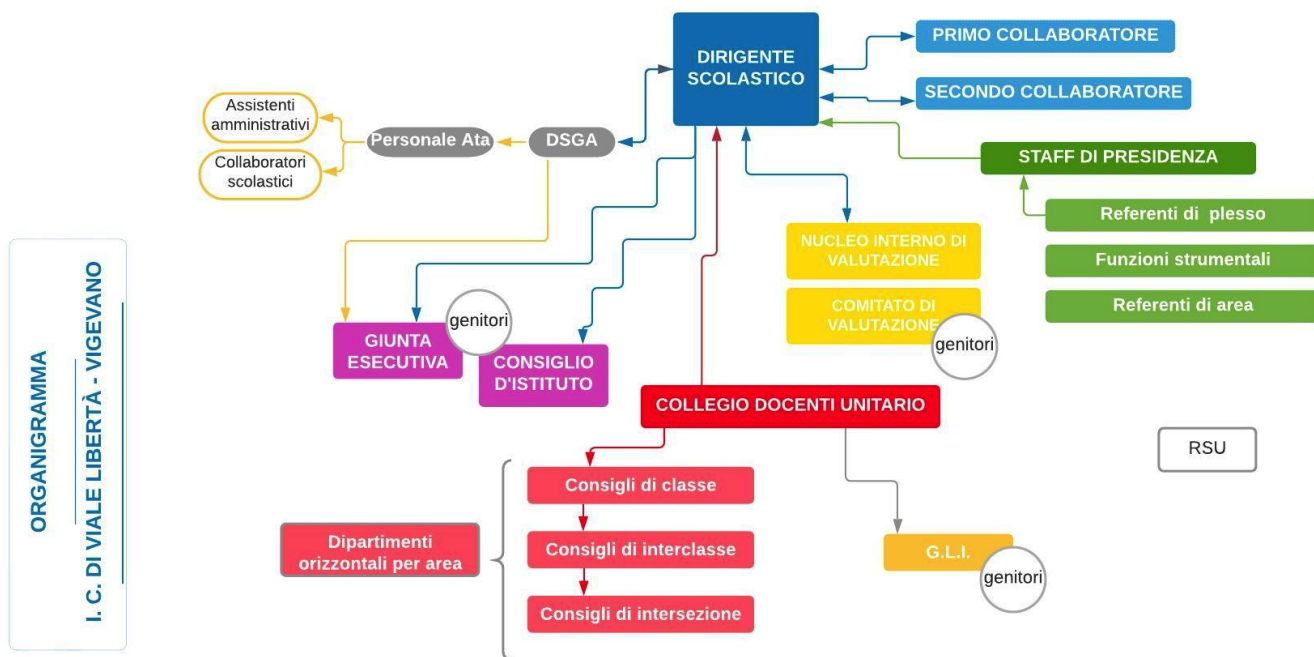 ORGANIGRAMMA
I. C. DI VIALE LIBERTÀ - VIGEVANO
DIRIGENTE
SCOLASTICO
PRIMO COLLABORATORE
SECONDO COLLABORATORE
STAFF DI PRESIDENZA
Referenti di plesso
Funzioni strumentali
Referenti di area
Assistenti
amministrativi
Collaboratori
scolastici
Personale Ata
DSGA
NUCLEO INTERNO DI
VALUTAZIONE
COMITATO DI
VALUTAZIONE
genitori
GIUNTA
ESECUTIVA
genitori
CONSIGLIO
D'ISTITUTO
COLLEGIO DOCENTI UNITARIO
RSU
Dipartimenti
orizzontali per area
Consigli di classe
Consigli di interclasse
Consigli di intersezione
G.L.I.
genitori